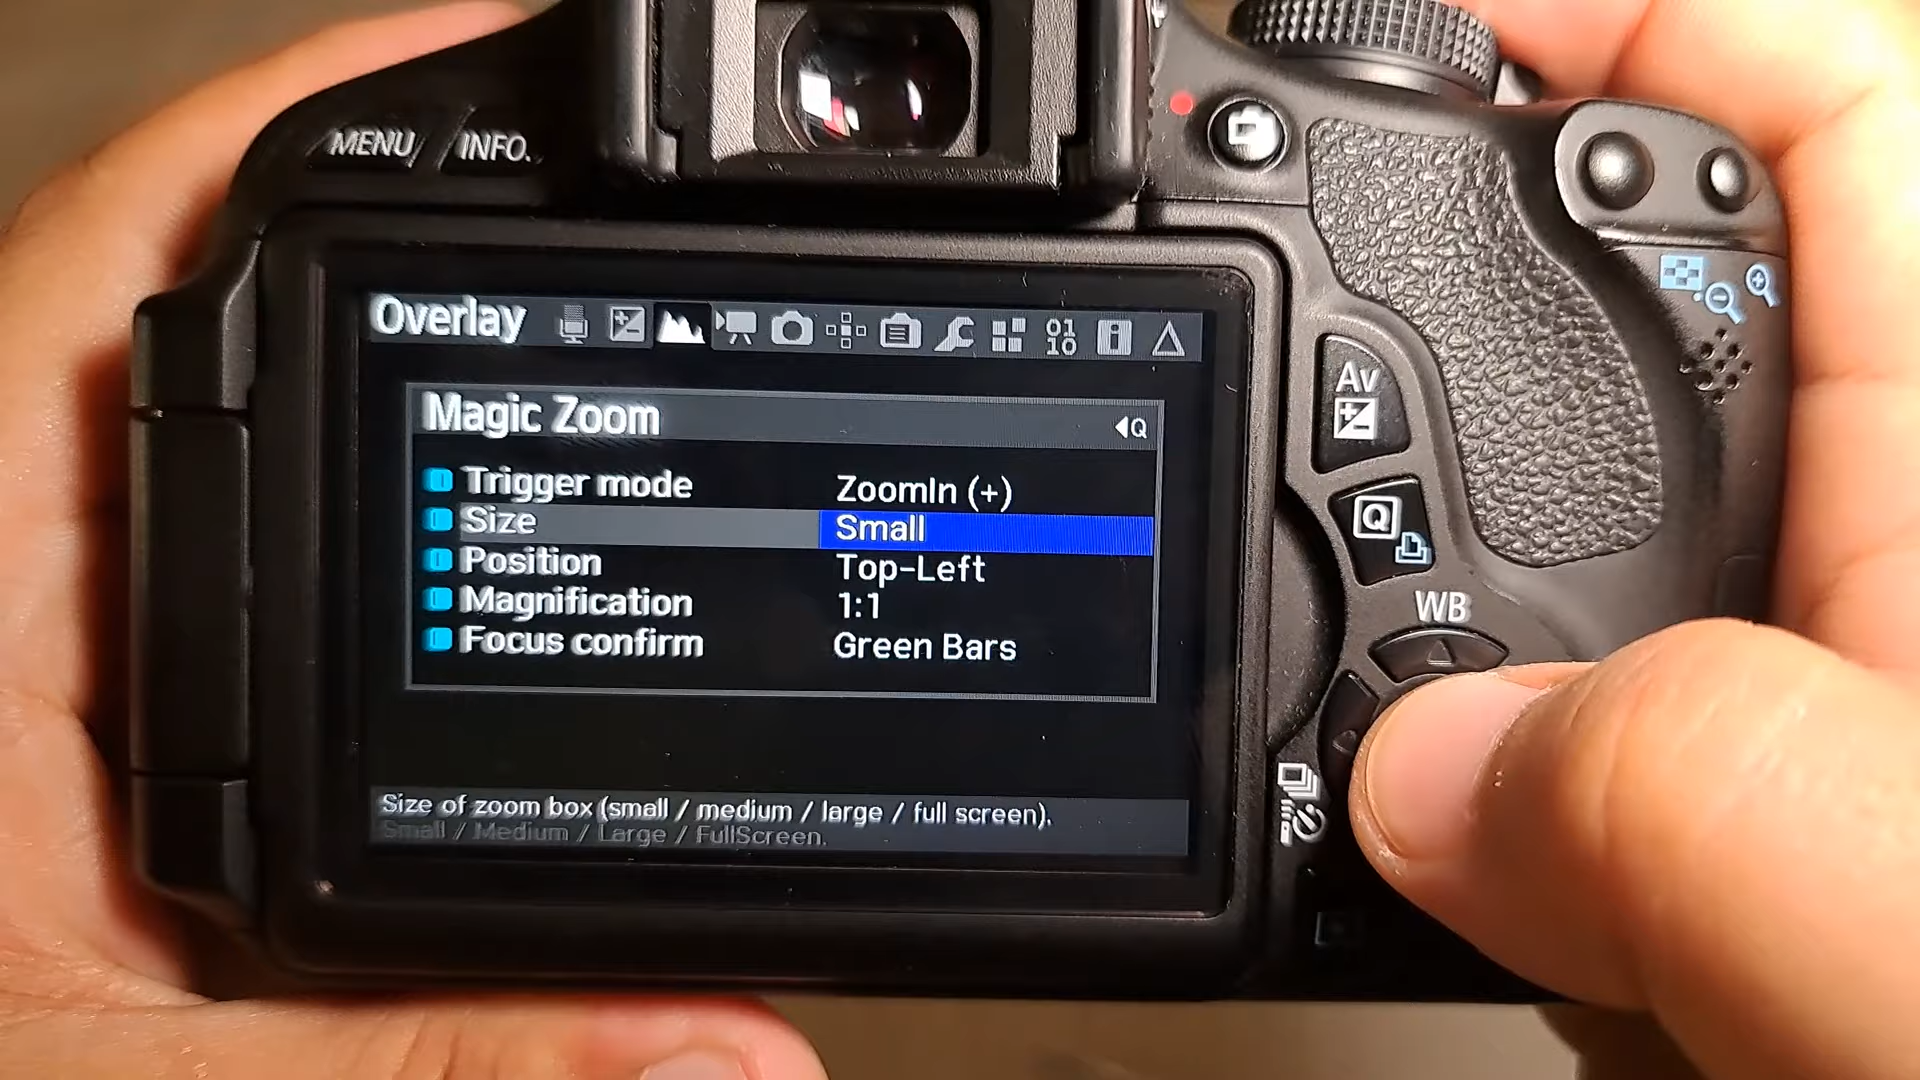 MENU INFO.
Overlay
01
10
Magic Zoom
Q
Trigger mode ZoomIn (+)
Size Small
Position Top-Left
Magnification 1:1
Focus confirm Green Bars
Size of zoom box (small / medium / large / full screen).
Small / Medium / Large / FullScreen.
Av
Q
WB